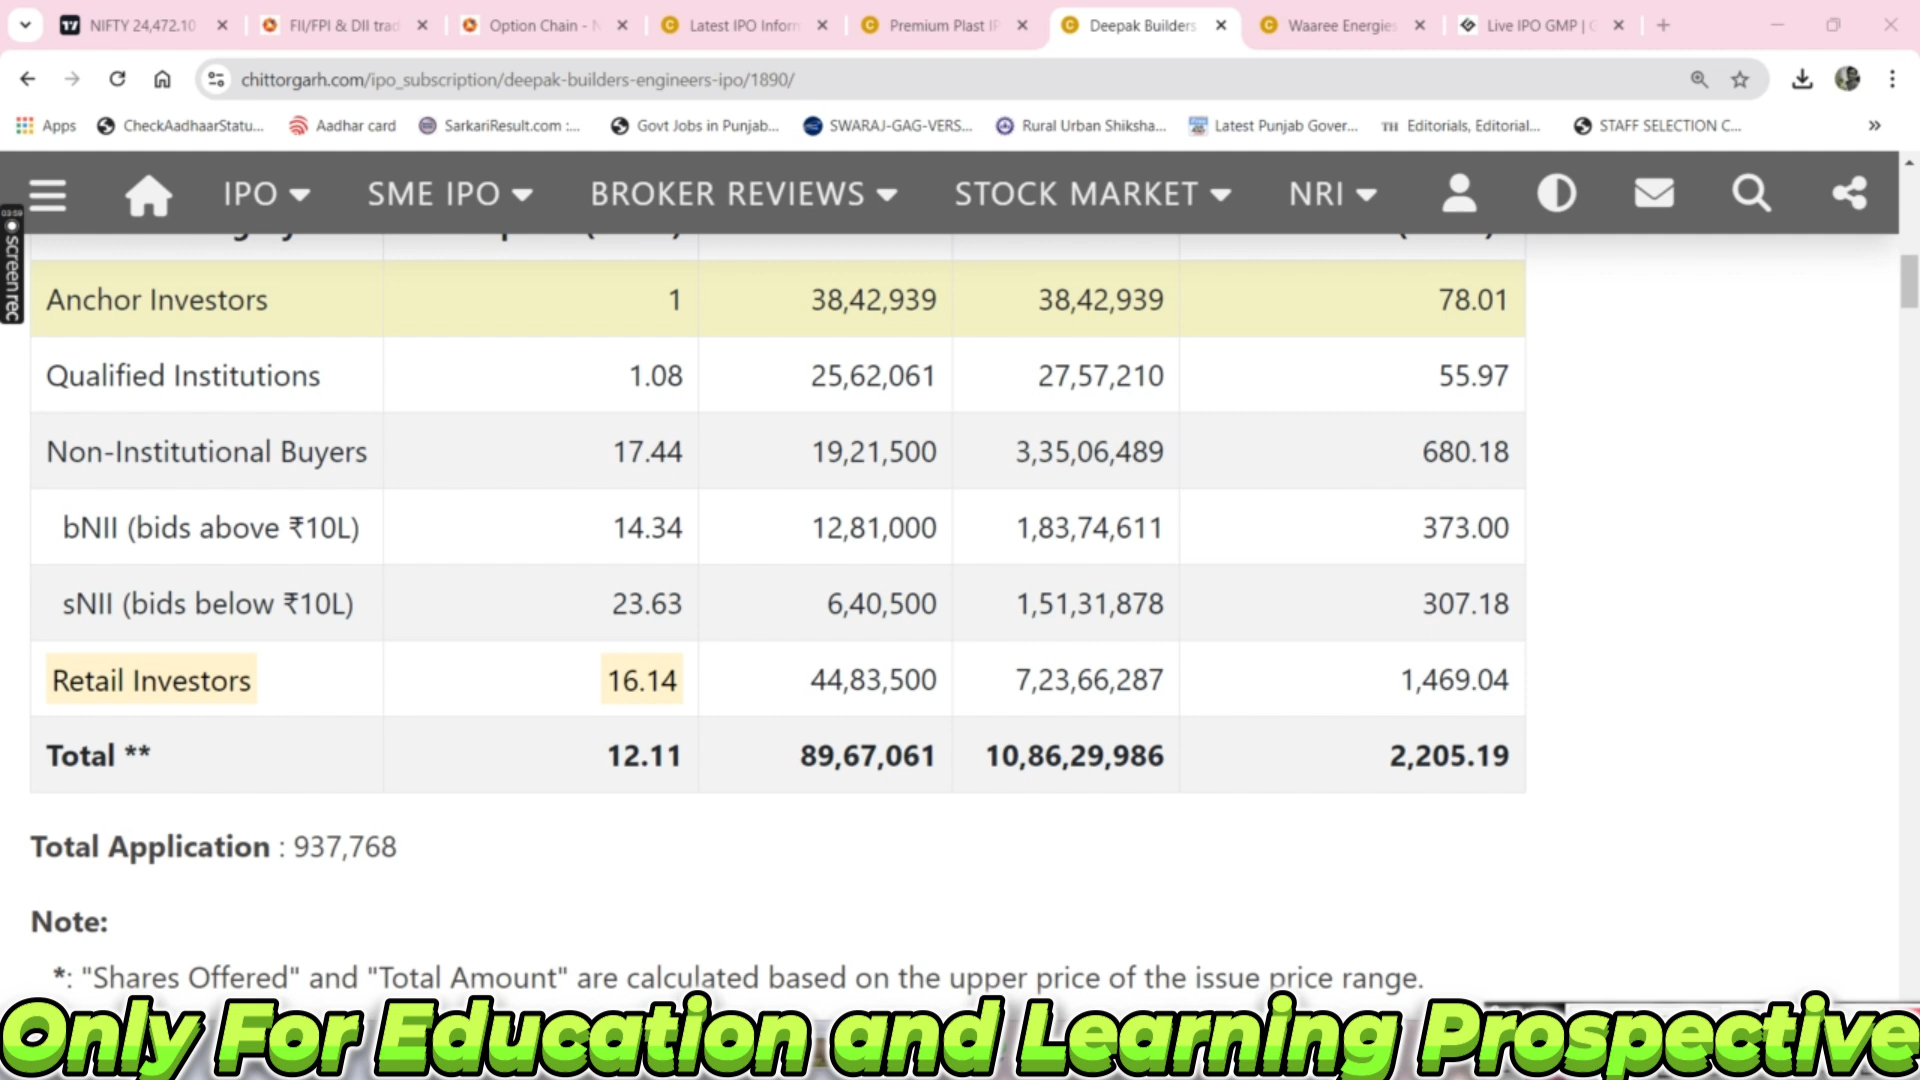 NIFTY 24,472.10
FII/FPI & DII trad
Option Chain - N
Latest IPO Inform
Premium Plast IP
Deepak Builders
Waaree Energies
Live IPO GMP | G
chittorgarh.com/ipo_subscription/deepak-builders-engineers-ipo/1890/
Apps
CheckAadhaarStatu...
Aadhar card
SarkariResult.com :...
Govt Jobs in Punjab...
SWARAJ-GAG-VERS...
Rural Urban Shiksha...
Latest Punjab Gover...
TH Editorials, Editorial...
STAFF SELECTION C...
IPO
SME IPO
BROKER REVIEWS
STOCK MARKET
NRI
03:59
screenrec
Anchor Investors 1 38,42,939 38,42,939 78.01
Qualified Institutions 1.08 25,62,061 27,57,210 55.97
Non-Institutional Buyers 17.44 19,21,500 3,35,06,489 680.18
bNII (bids above ₹10L) 14.34 12,81,000 1,83,74,611 373.00
sNII (bids below ₹10L) 23.63 6,40,500 1,51,31,878 307.18
Retail Investors 16.14 44,83,500 7,23,66,287 1,469.04
Total ** 12.11 89,67,061 10,86,29,986 2,205.19
Total Application : 937,768
Note:
*: "Shares Offered" and "Total Amount" are calculated based on the upper price of the issue price range.
Only For Education and Learning Prospective